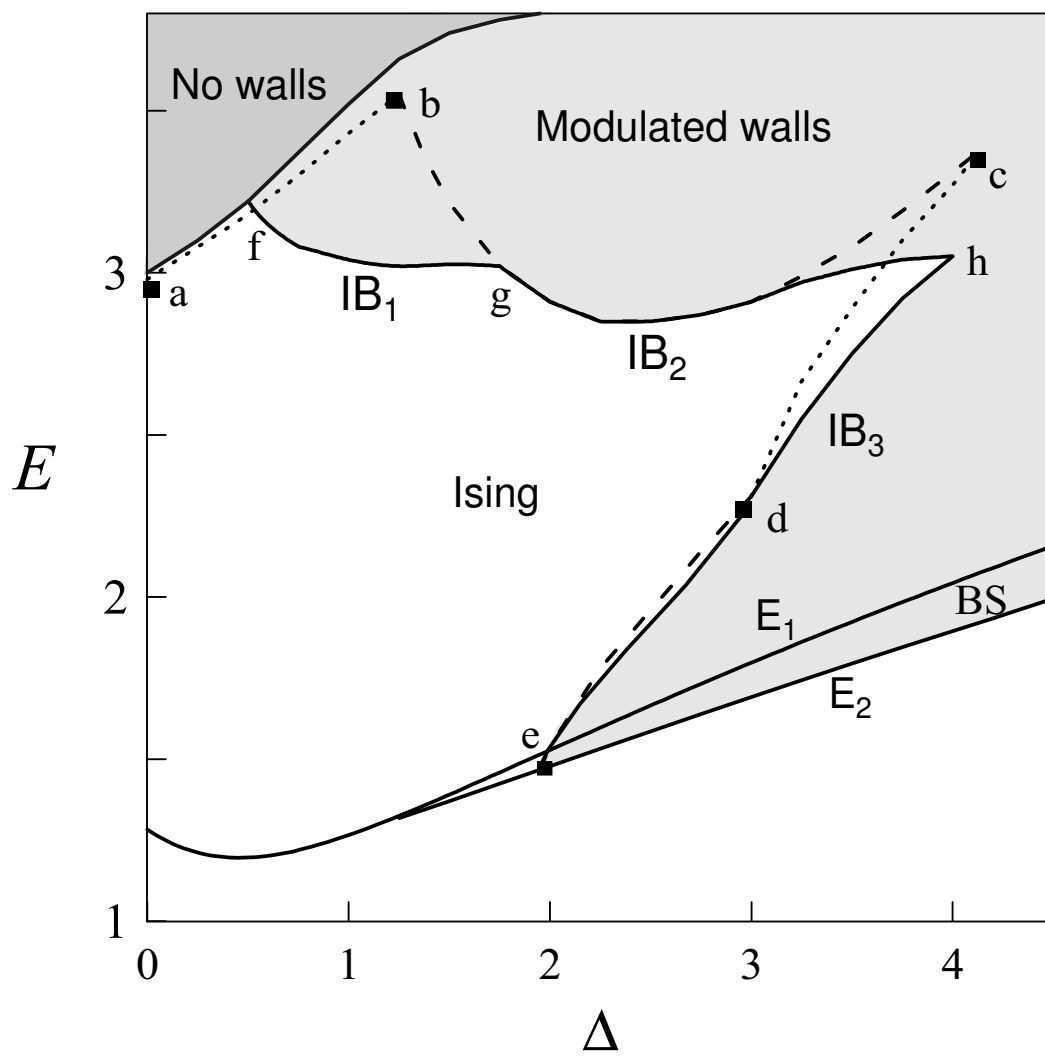 No walls
b
Modulated walls
c
f
h
3
a
IB₁
g
IB₂
IB₃
E
Ising
d
2
BS
E₁
E₂
e
1
0 1 2 3 4
Δ